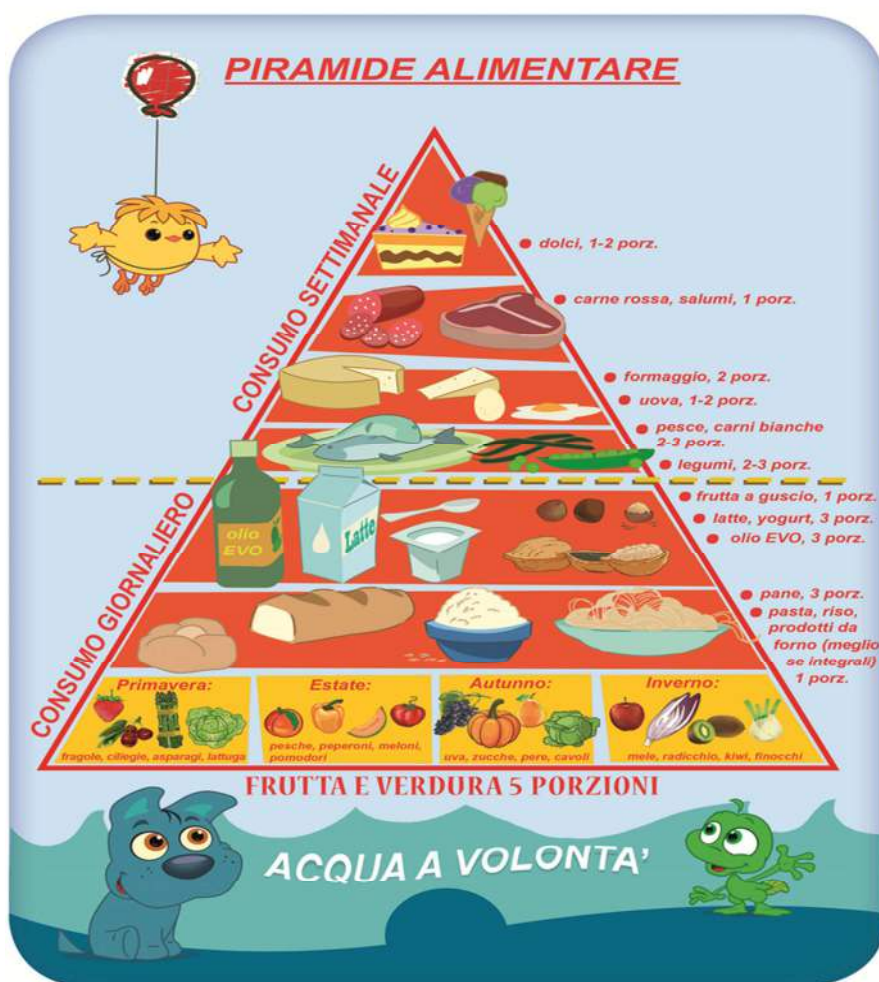 PIRAMIDE ALIMENTARE
CONSUMO SETTIMANALE
dolci, 1-2 porz.
carne rossa, salumi, 1 porz.
formaggio, 2 porz.
uova, 1-2 porz.
pesce, carni bianche
2-3 porz.
legumi, 2-3 porz.
CONSUMO GIORNALIERO
olio
EVO
Latte
frutta a guscio, 1 porz.
latte, yogurt, 3 porz.
olio EVO, 3 porz.
pane, 3 porz.
pasta, riso,
prodotti da
forno (meglio
se integrali)
1 porz.
Primavera:
fragole, ciliegie, asparagi, lattuga
Estate:
pesche, peperoni, meloni,
pomodori
Autunno:
uva, zucche, pere, cavoli
Inverno:
mele, radicchio, kiwi, finocchi
FRUTTA E VERDURA 5 PORZIONI
ACQUA A VOLONTA'